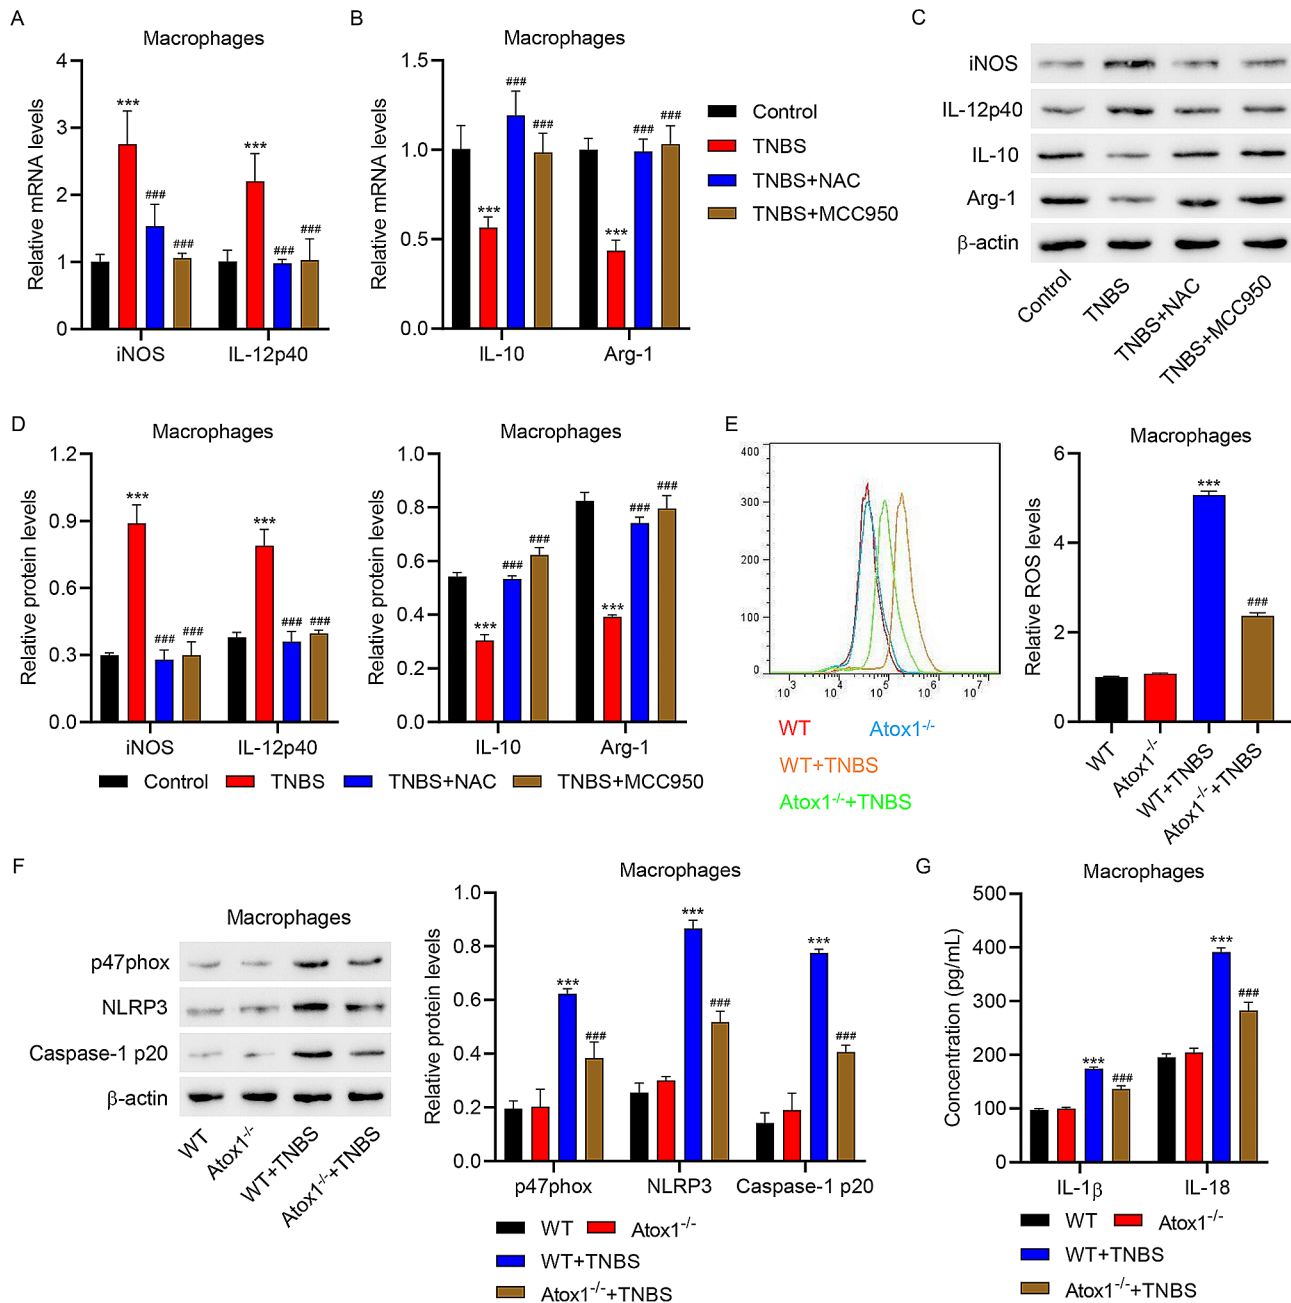 A
Macrophages
Relative mRNA levels
4
3
2
1
0
***
###
###
***
###
###
iNOS
IL-12p40
B
Macrophages
Relative mRNA levels
1.5
1.0
0.5
0.0
***
###
###
***
###
###
IL-10
Arg-1
Control
TNBS
TNBS+NAC
TNBS+MCC950
C
iNOS
IL-12p40
IL-10
Arg-1
β-actin
Control
TNBS
TNBS+NAC
TNBS+MCC950
D
Macrophages
Relative protein levels
1.2
0.9
0.6
0.3
0.0
***
###
###
***
###
###
iNOS
IL-12p40
Macrophages
Relative protein levels
1.0
0.8
0.6
0.4
0.2
0.0
***
###
###
***
###
###
IL-10
Arg-1
Control
TNBS
TNBS+NAC
TNBS+MCC950
E
400
300
200
100
0
10³
10⁴
10⁵
10⁶
10⁷
WT
Atox1⁻/⁻
WT+TNBS
Atox1⁻/⁻+TNBS
Macrophages
Relative ROS levels
6
4
2
0
***
###
WT
Atox1⁻/⁻
WT+TNBS
Atox1⁻/⁻+TNBS
F
Macrophages
p47phox
NLRP3
Caspase-1 p20
β-actin
WT
Atox1⁻/⁻
WT+TNBS
Atox1⁻/⁻+TNBS
Macrophages
Relative protein levels
1.0
0.8
0.6
0.4
0.2
0.0
***
###
***
###
***
###
p47phox
NLRP3
Caspase-1 p20
WT
Atox1⁻/⁻
WT+TNBS
Atox1⁻/⁻+TNBS
G
Macrophages
Concentration (pg/mL)
500
400
300
200
100
0
***
###
***
###
IL-1β
IL-18
WT
Atox1⁻/⁻
WT+TNBS
Atox1⁻/⁻+TNBS